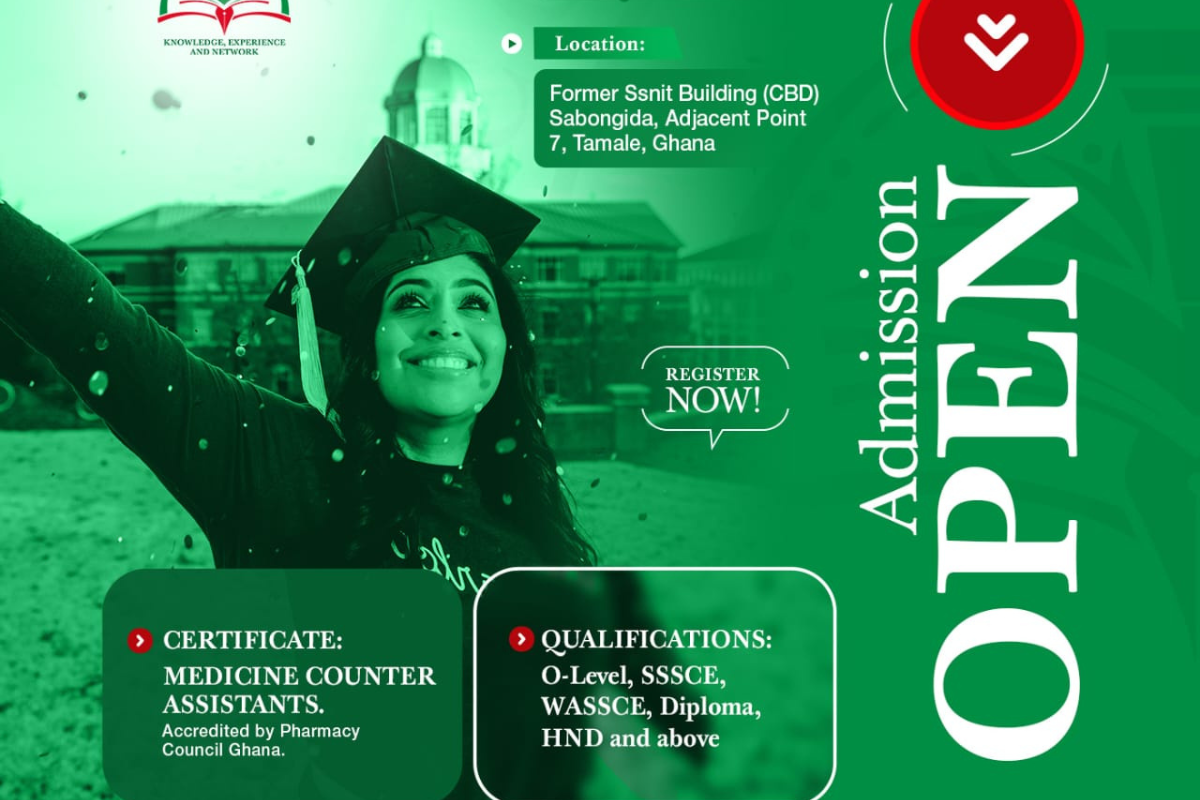 KNOWLEDGE, EXPERIENCE
AND NETWORK
Location:
Former Ssnit Building (CBD)
Sabongida, Adjacent Point
7, Tamale, Ghana
Admission
OPEN
REGISTER
NOW!
CERTIFICATE:
MEDICINE COUNTER
ASSISTANTS.
Accredited by Pharmacy
Council Ghana.
QUALIFICATIONS:
O-Level, SSSCE,
WASSCE, Diploma,
HND and above